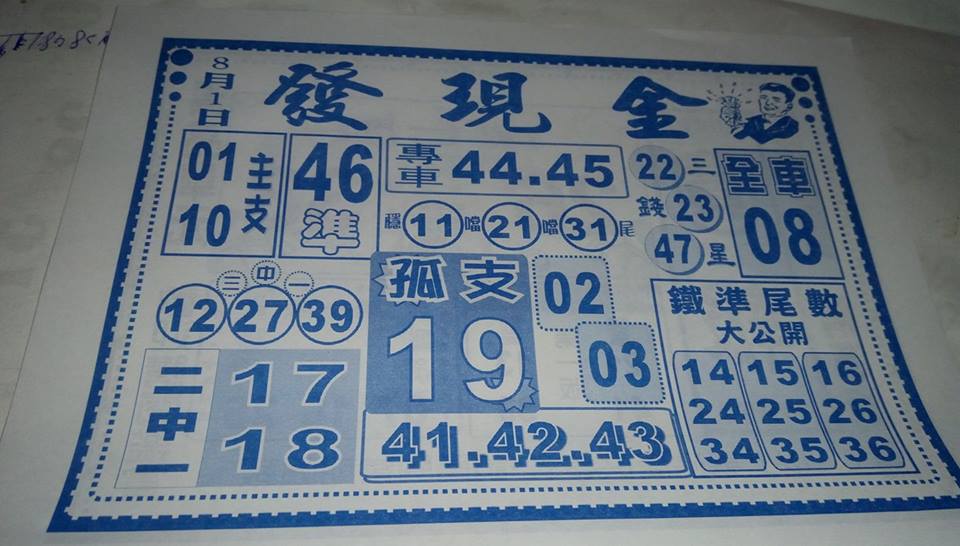 8月1日
發現金
01
10
主支
46
準
專車
44.45
22
三
錢
23
47
星
全車
08
穩 11 噹 21 噹 31 尾
三中一
12 27 39
孤支
19
02
03
鐵準尾數
大公開
14 15 16
24 25 26
34 35 36
二中一
17
18
41.42.43